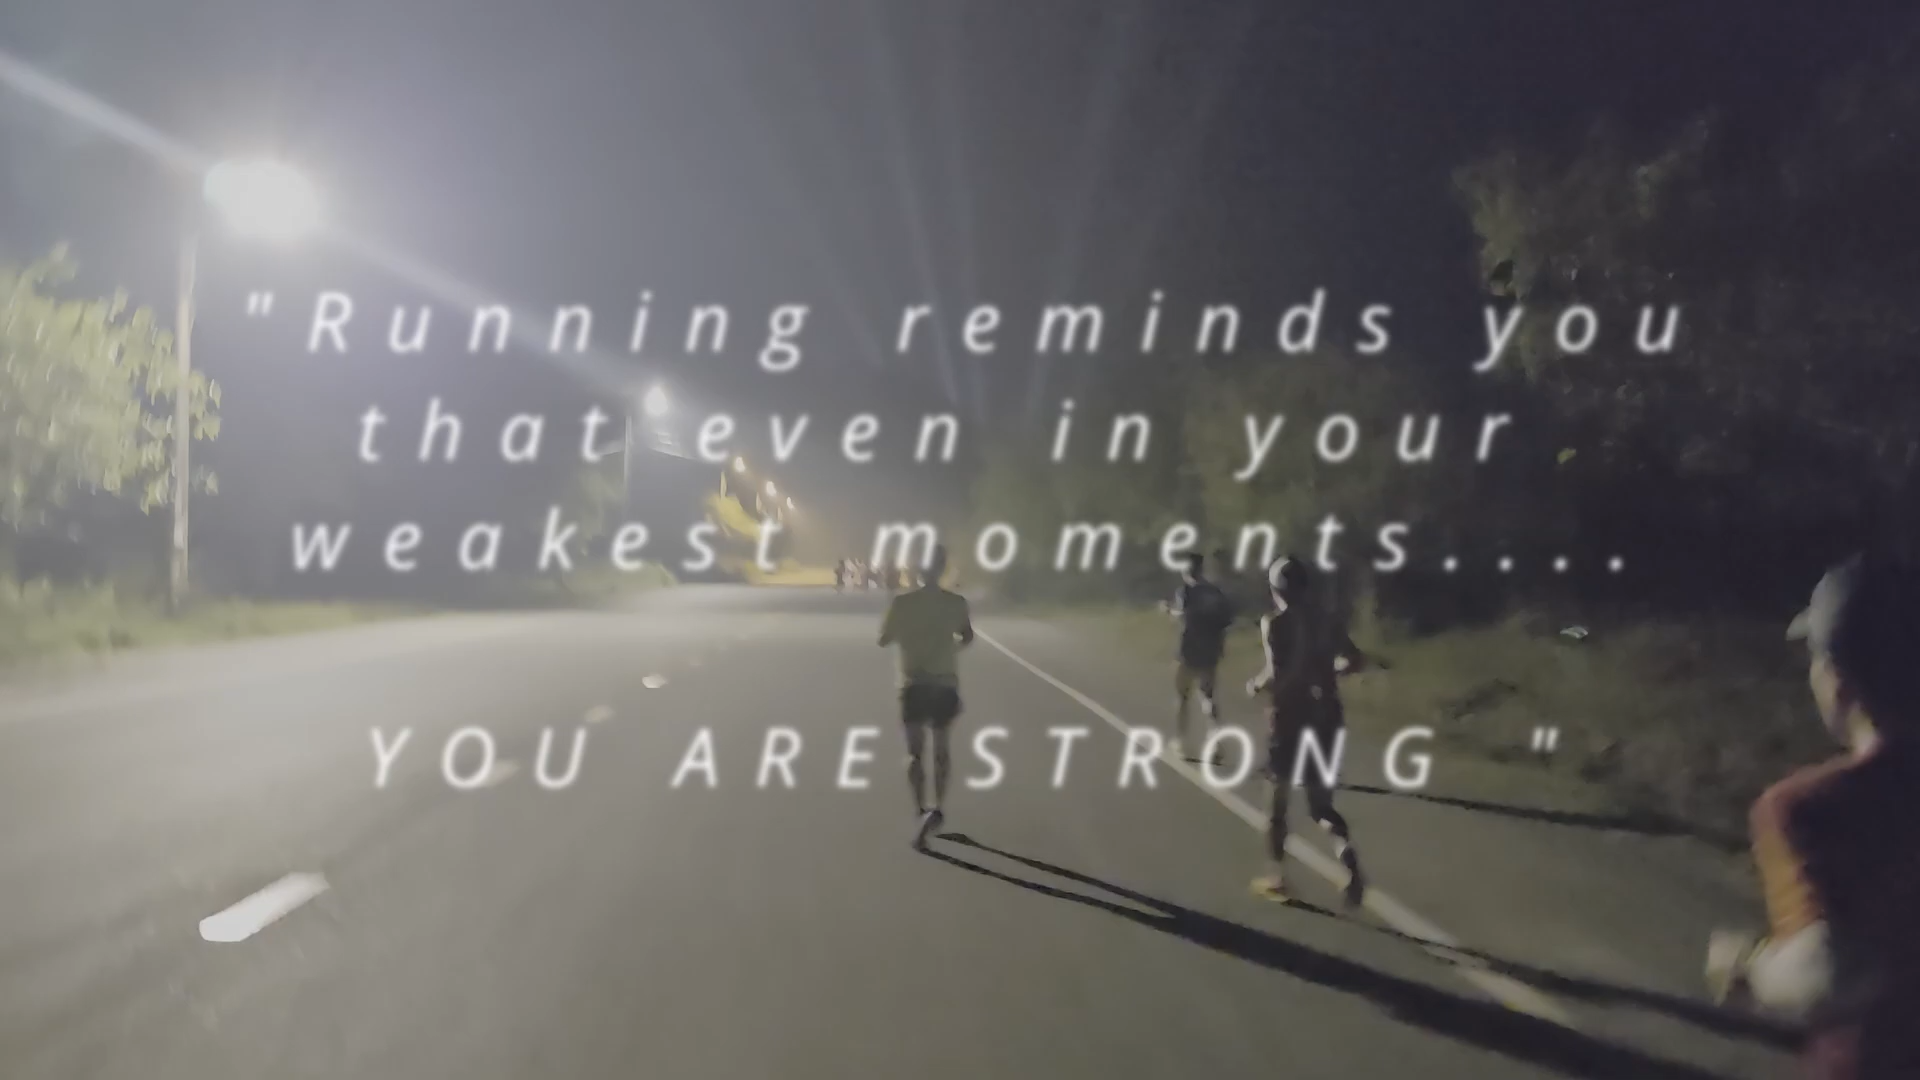 "Running reminds you
that even in your
weakest moments....
YOU ARE STRONG "